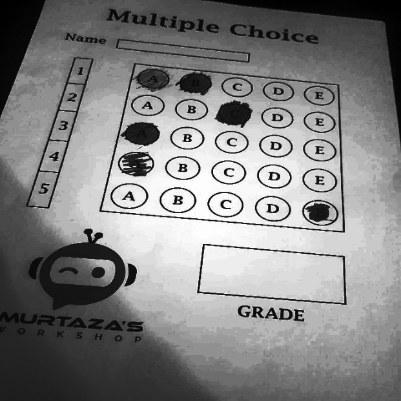 Multiple Choice
Name
1 A B C D E
2 A B D E
3 A B C D E
4 B C D E
5 A B C D
GRADE
MURTAZA'S
WORKSHOP